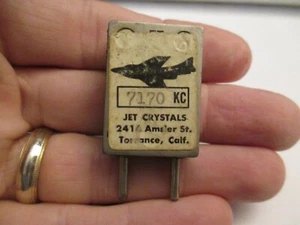 7170 KC
JET CRYSTALS
2414 Amsler St.
Torrance, Calif.